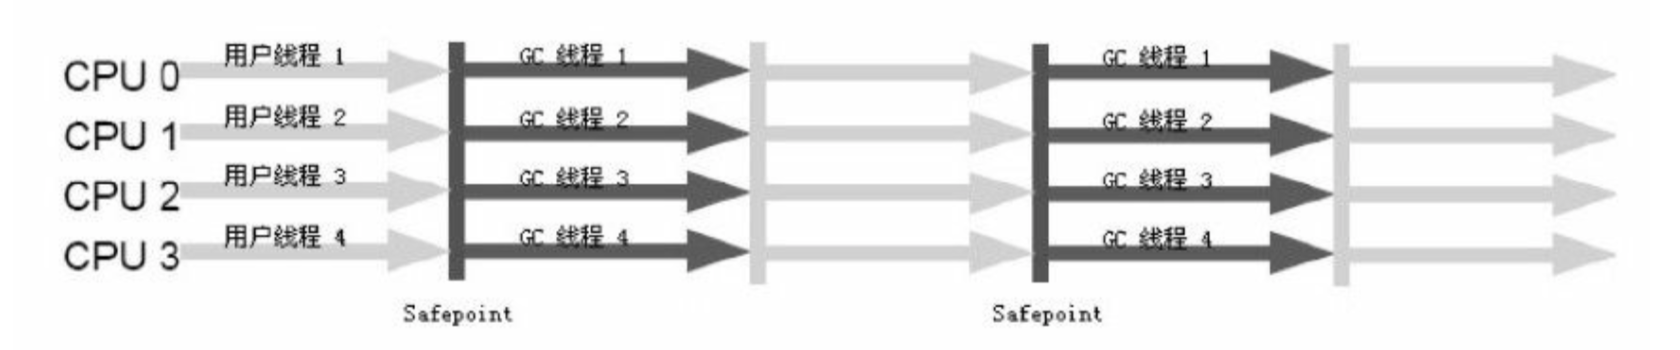 CPU 0 用户线程 1 GC 线程 1 GC 线程 1
CPU 1 用户线程 2 GC 线程 2 GC 线程 2
CPU 2 用户线程 3 GC 线程 3 GC 线程 3
CPU 3 用户线程 4 GC 线程 4 GC 线程 4
Safepoint Safepoint